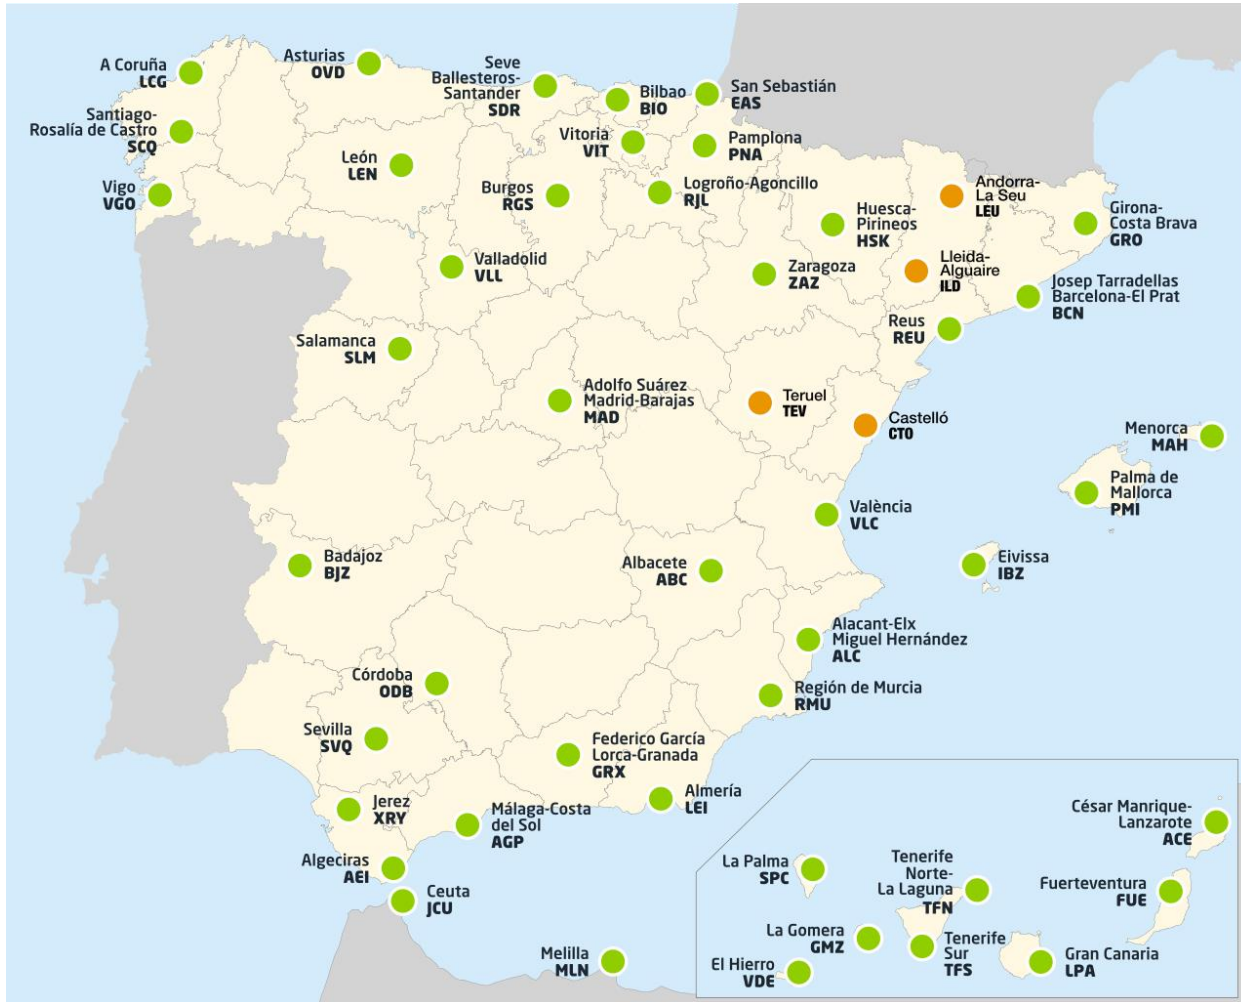 A Coruña
LCG
Asturias
OVD
Seve
Ballesteros-
Santander
SDR
Bilbao
BIO
San Sebastián
EAS
Santiago-
Rosalía de Castro
SCQ
Vitoria
VIT
Pamplona
PNA
León
LEN
Vigo
VGO
Burgos
RGS
Logroño-Agoncillo
RJL
Huesca-
Pirineos
HSK
Andorra-
La Seu
LEU
Girona-
Costa Brava
GRO
Valladolid
VLL
Zaragoza
ZAZ
Lleida-
Alguaire
ILD
Josep Tarradellas
Barcelona-El Prat
BCN
Reus
REU
Salamanca
SLM
Adolfo Suárez
Madrid-Barajas
MAD
Teruel
TEV
Castelló
CTO
Menorca
MAH
Palma de
Mallorca
PMI
València
VLC
Badajoz
BJZ
Albacete
ABC
Eivissa
IBZ
Alacant-Elx
Miguel Hernández
ALC
Córdoba
ODB
Región de Murcia
RMU
Sevilla
SVQ
Federico García
Lorca-Granada
GRX
Jerez
XRY
Málaga-Costa
del Sol
AGP
Almería
LEI
Algeciras
AEI
Ceuta
JCU
Melilla
MLN
César Manrique-
Lanzarote
ACE
La Palma
SPC
Tenerife
Norte-
La Laguna
TFN
Fuerteventura
FUE
La Gomera
GMZ
Tenerife
Sur
TFS
El Hierro
VDE
Gran Canaria
LPA